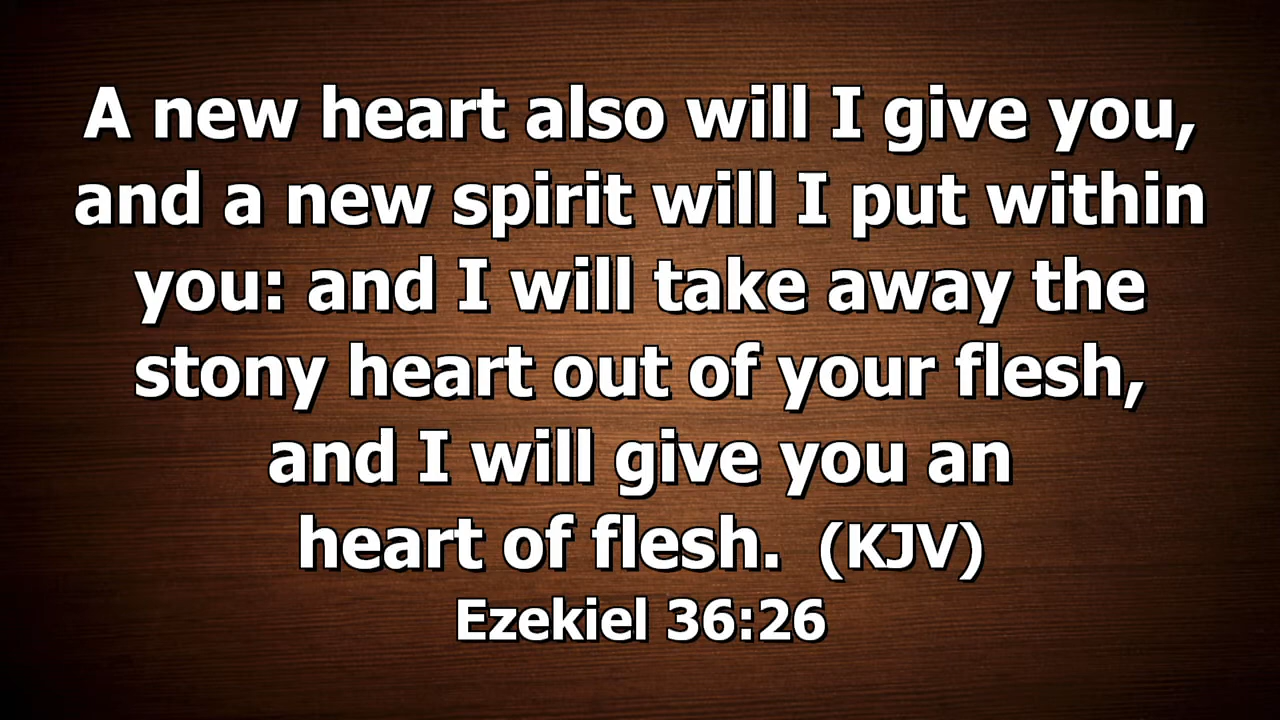 A new heart also will I give you,
and a new spirit will I put within
you: and I will take away the
stony heart out of your flesh,
and I will give you an
heart of flesh. (KJV)
Ezekiel 36:26